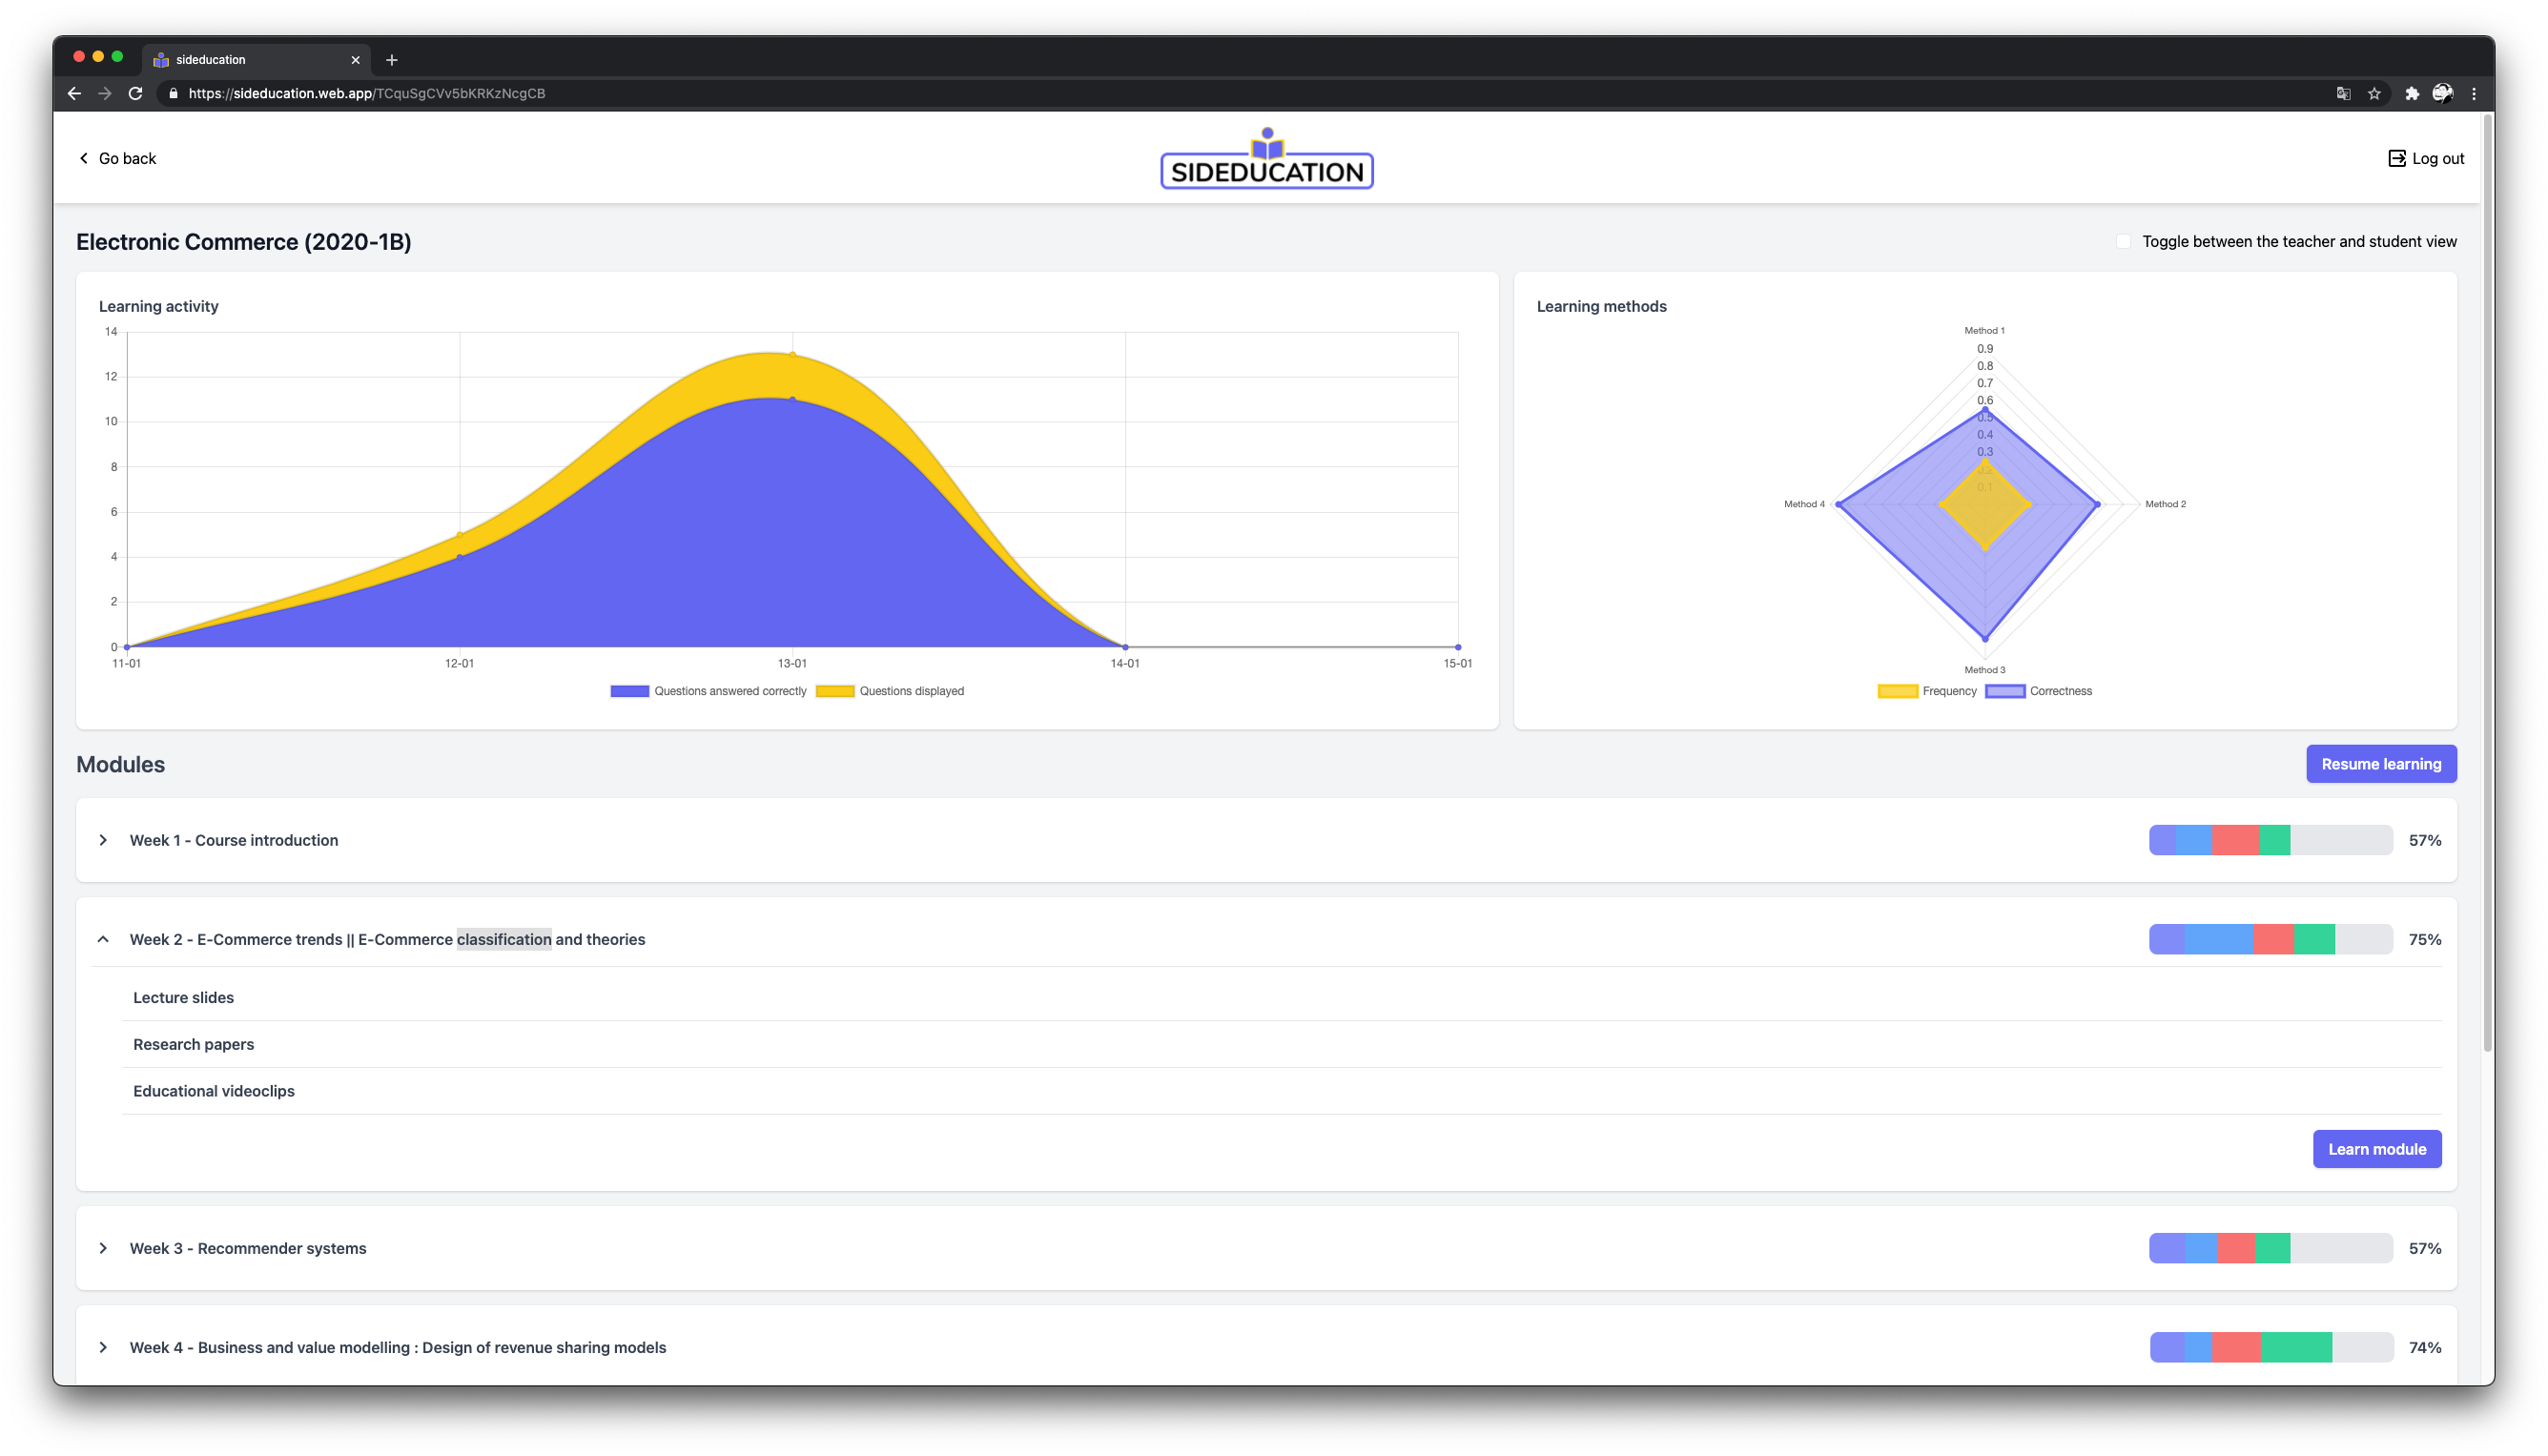 sideducation
https://sideducation.web.app/TCquSgCVv5bKRKzNcgCB
Go back
SIDEDUCATION
Log out
Electronic Commerce (2020-1B)
Toggle between the teacher and student view
Learning activity
14
12
10
8
6
4
2
0
11-01
12-01
13-01
14-01
15-01
Questions answered correctly
Questions displayed
Learning methods
Method 1
0.9
0.8
0.7
0.6
0.5
0.4
0.3
0.2
0.1
Method 4
Method 2
Method 3
Frequency
Correctness
Modules
Resume learning
Week 1 - Course introduction
57%
Week 2 - E-Commerce trends || E-Commerce classification and theories
75%
Lecture slides
Research papers
Educational videoclips
Learn module
Week 3 - Recommender systems
57%
Week 4 - Business and value modelling : Design of revenue sharing models
74%